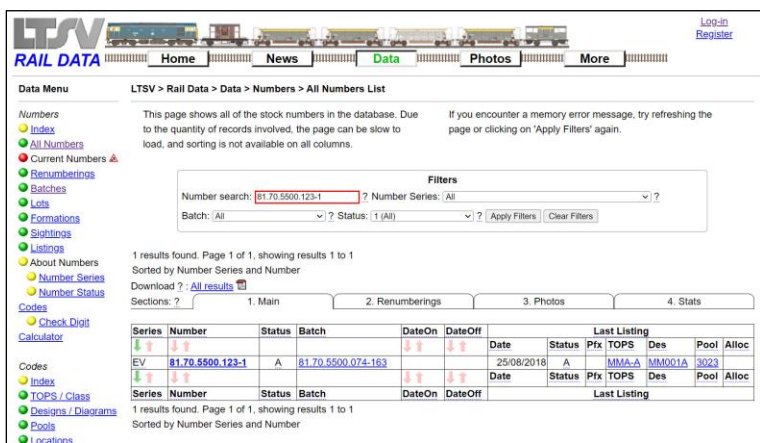 LTSV
RAIL DATA
Home
News
Data
Photos
More
Log-in
Register
Data Menu
Numbers
Index
All Numbers
Current Numbers
Renumberings
Batches
Lots
Formations
Sightings
Listings
About Numbers
Number Series
Number Status
Codes
Check Digit
Calculator
Codes
Index
TOPS / Class
Designs / Diagrams
Pools
Locations
LTSV > Rail Data > Data > Numbers > All Numbers List
This page shows all of the stock numbers in the database. Due
to the quantity of records involved, the page can be slow to
load, and sorting is not available on all columns.
If you encounter a memory error message, try refreshing the
page or clicking on 'Apply Filters' again.
Filters
Number search: 81.70.5500.123-1 ? Number Series: All ?
Batch: All ? Status: 1 (All) ? Apply Filters Clear Filters
1 results found. Page 1 of 1, showing results 1 to 1
Sorted by Number Series and Number
Download ? : All results
Sections: ? 1. Main 2. Renumberings 3. Photos 4. Stats
Series Number Status Batch DateOn DateOff Last Listing
Date Status Pfx TOPS Des Pool Alloc
EV 81.70.5500.123-1 A 81.70.5500.074-163 25/08/2018 A MMA-A MM001A 3023
Date Status Pfx TOPS Des Pool Alloc
Series Number Status Batch DateOn DateOff Last Listing
1 results found. Page 1 of 1, showing results 1 to 1
Sorted by Number Series and Number